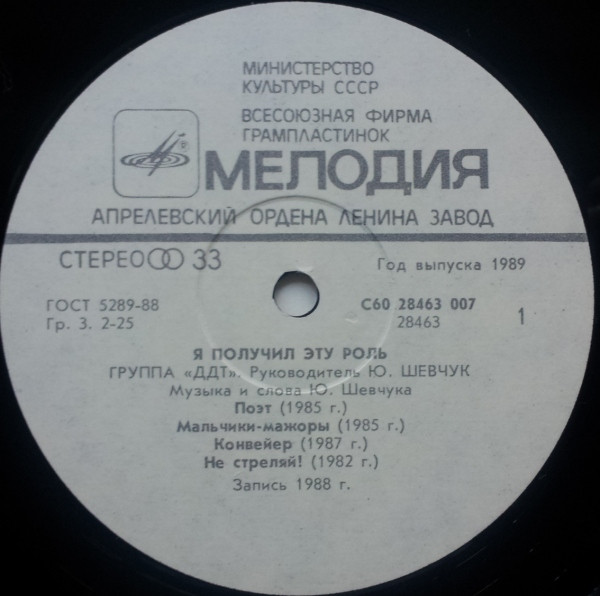 МИНИСТЕРСТВО
КУЛЬТУРЫ СССР
ВСЕСОЮЗНАЯ ФИРМА
ГРАМПЛАСТИНОК
МЕЛОДИЯ
АПРЕЛЕВСКИЙ ОРДЕНА ЛЕНИНА ЗАВОД
СТЕРЕО 33
Год выпуска 1989
ГОСТ 5289-88
Гр. 3. 2-25
С60 28463 007
28463
1
Я ПОЛУЧИЛ ЭТУ РОЛЬ
ГРУППА «ДДТ». Руководитель Ю. ШЕВЧУК
Музыка и слова Ю. Шевчука
Поэт (1985 г.)
Мальчики-мажоры (1985 г.)
Конвейер (1987 г.)
Не стреляй! (1982 г.)
Запись 1988 г.